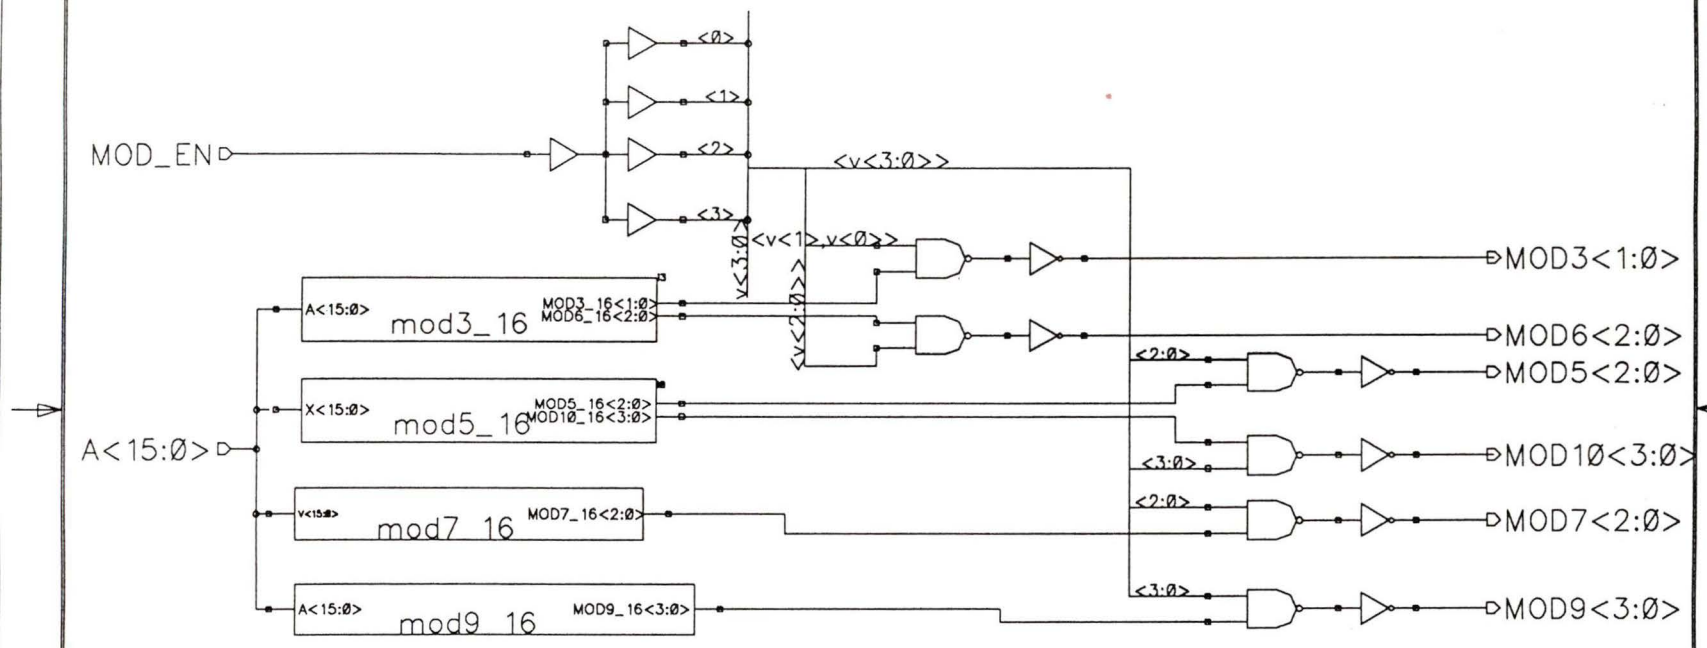 <0>
<1>
MOD_EN
<2>
<v<3:0>>
<3>
v<3:0>
<v<1>,v<0>>
<v<2:0>>
MOD3<1:0>
A<15:0>
mod3_16
MOD3_16<1:0>
MOD6_16<2:0>
MOD6<2:0>
<2:0>
MOD5<2:0>
X<15:0>
mod5_16
MOD5_16<2:0>
MOD10_16<3:0>
A<15:0>
<3:0>
MOD10<3:0>
<2:0>
mod7_16
MOD7_16<2:0>
MOD7<2:0>
<3:0>
A<15:0>
mod9_16
MOD9_16<3:0>
MOD9<3:0>